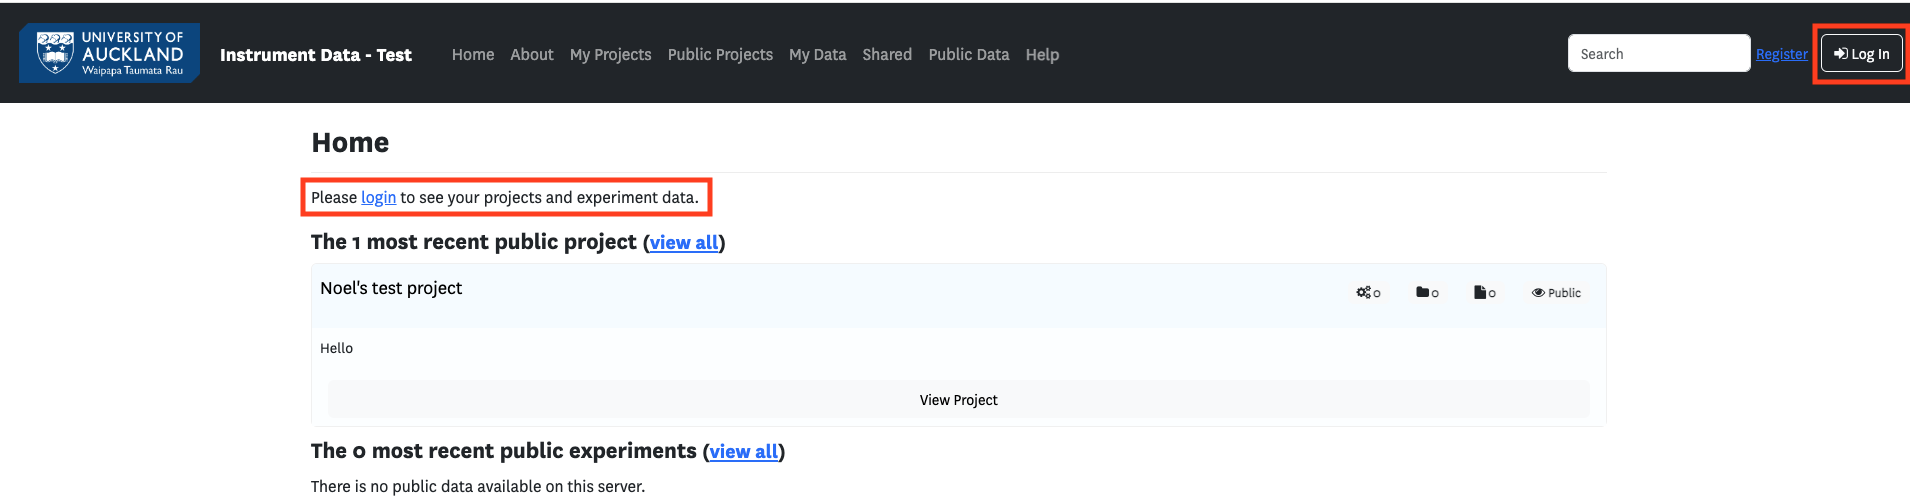 UNIVERSITY OF
AUCKLAND
Waipapa Taumata Rau
Instrument Data - Test
Home About My Projects Public Projects My Data Shared Public Data Help
Search
Register
Log In
Home
Please login to see your projects and experiment data.
The 1 most recent public project (view all)
Noel's test project
0 0 0 Public
Hello
View Project
The 0 most recent public experiments (view all)
There is no public data available on this server.